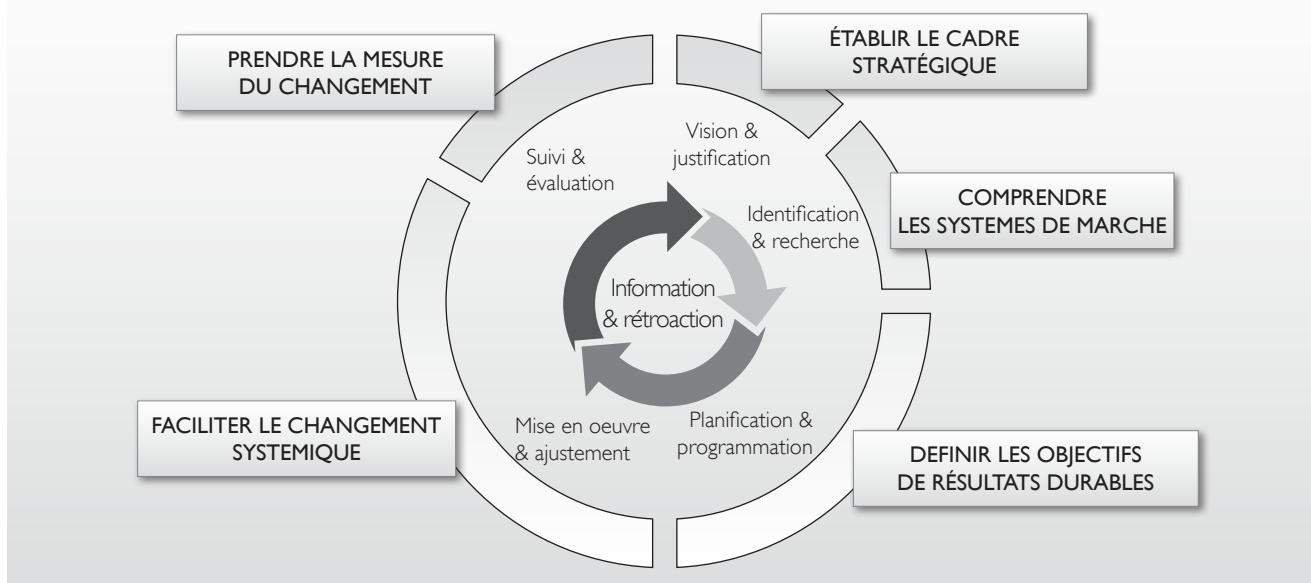 PRENDRE LA MESURE
DU CHANGEMENT
ÉTABLIR LE CADRE
STRATÉGIQUE
COMPRENDRE
LES SYSTEMES DE MARCHE
DEFINIR LES OBJECTIFS
DE RÉSULTATS DURABLES
FACILITER LE CHANGEMENT
SYSTEMIQUE
Vision &
justification
Identification
& recherche
Planification &
programmation
Mise en oeuvre
& ajustement
Suivi &
évaluation
Information
& rétroaction